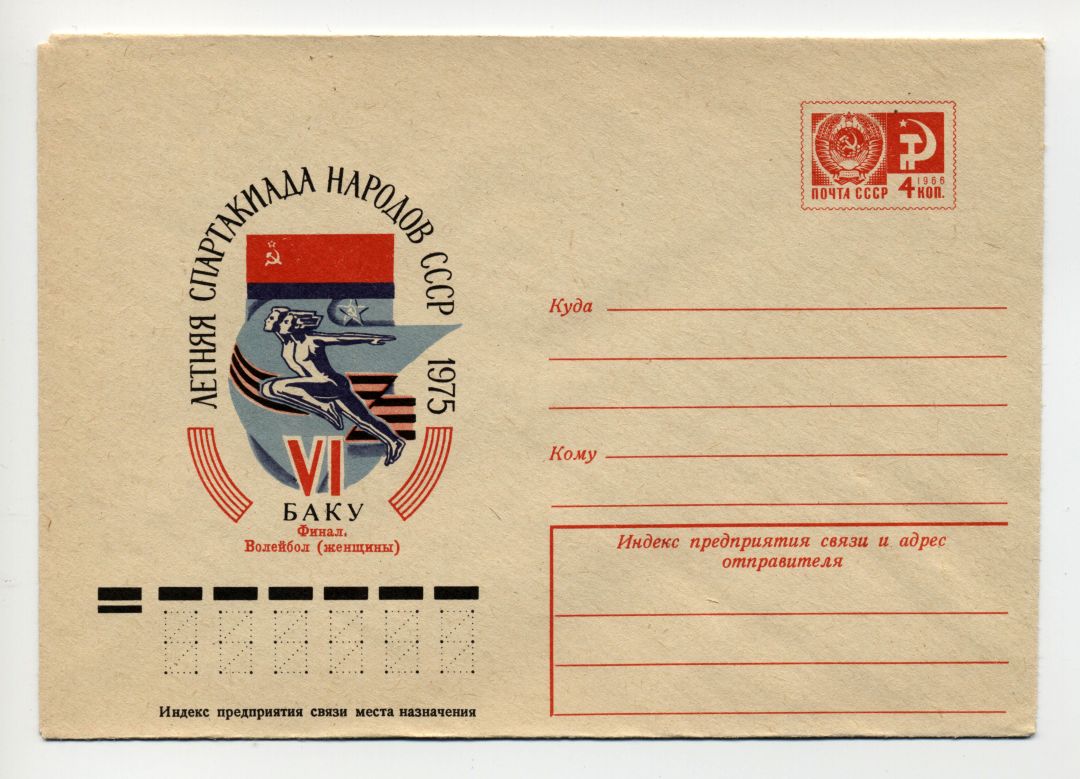 ЛЕТНЯЯ СПАРТАКИАДА НАРОДОВ СССР 1975
VI
БАКУ
Финал.
Волейбол (женщины)
ПОЧТА СССР
1966
4 КОП.
Куда
Кому
Индекс предприятия связи и адрес
отправителя
Индекс предприятия связи места назначения